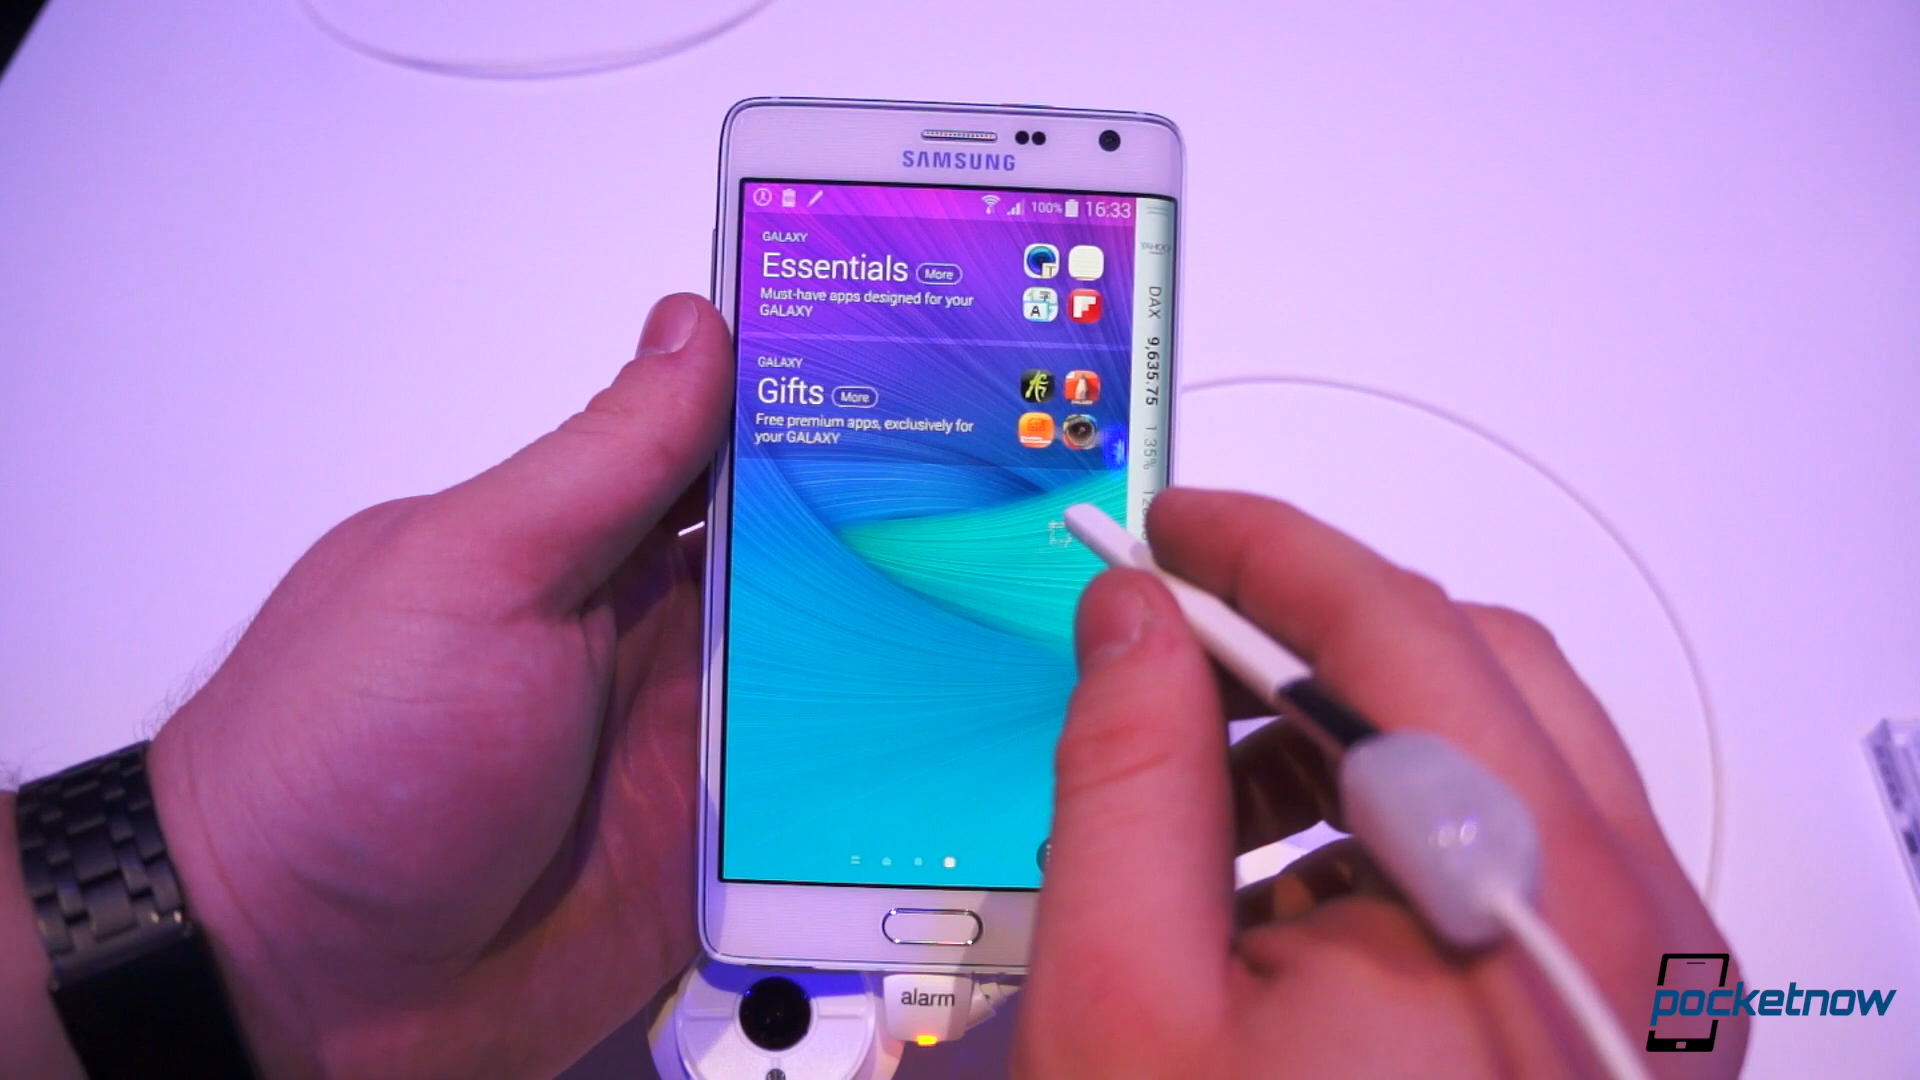 SAMSUNG
100% 16:33
GALAXY
Essentials More
Must-have apps designed for your
GALAXY
GALAXY
Gifts More
Free premium apps, exclusively for
your GALAXY
YAHOO!
DAX 9,635.75 1.35%
alarm
pocketnow